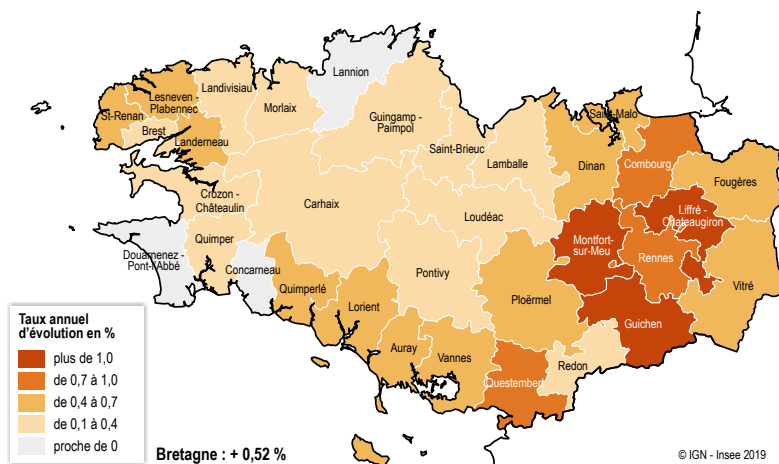 Lannion
Landivisiau
Lesneven -
Plabennec
Morlaix
St-Renan
Guingamp -
Paimpol
Saint-Malo
Brest
Landerneau
Saint-Brieuc
Lamballe
Dinan
Combourg
Fougères
Crozon -
Châteaulin
Carhaix
Loudéac
Liffré -
Chateaugiron
Quimper
Montfort-
sur-Meu
Rennes
Douarnenez -
Pont-l'Abbé
Concarneau
Pontivy
Quimperlé
Ploërmel
Vitré
Lorient
Guichen
Auray
Vannes
Redon
Questembert
Taux annuel
d'évolution en %
plus de 1,0
de 0,7 à 1,0
de 0,4 à 0,7
de 0,1 à 0,4
proche de 0
Bretagne : + 0,52 %
© IGN - Insee 2019